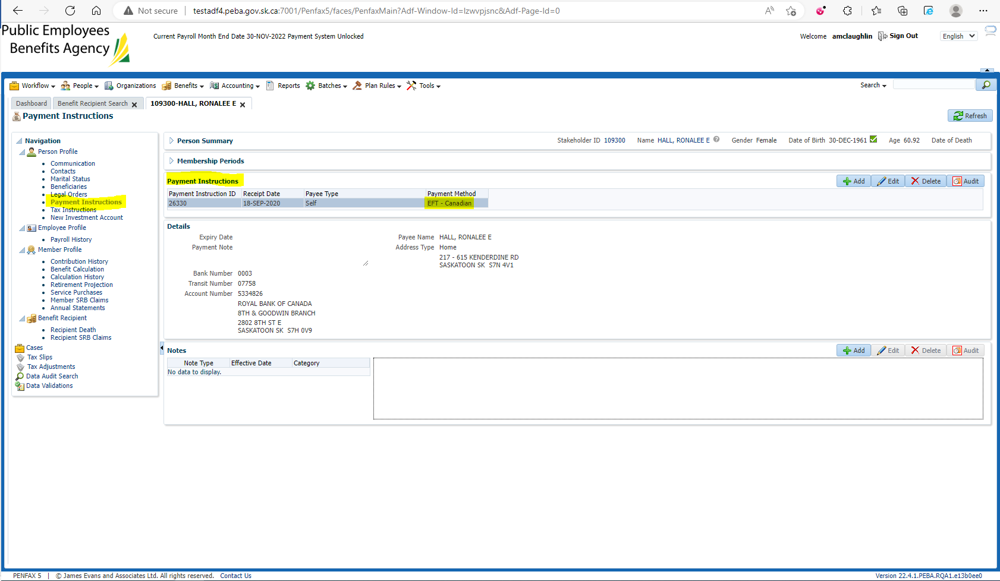 Not secure | testadf4.peba.gov.sk.ca:7001/Penfax5/faces/PenfaxMain?Adf-Window-Id=lzwvpjsnc&Adf-Page-Id=0
Public Employees
Benefits Agency
Current Payroll Month End Date 30-NOV-2022 Payment System Unlocked
Welcome amclaughlin Sign Out English
Workflow People Organizations Benefits Accounting Reports Batches Plan Rules Tools Search
Dashboard Benefit Recipient Search 109300-HALL, RONALEE E
Payment Instructions
Refresh
Navigation
Person Profile
Communication
Contacts
Marital Status
Beneficiaries
Legal Orders
Payment Instructions
Tax Instructions
New Investment Account
Employee Profile
Payroll History
Member Profile
Contribution History
Benefit Calculation
Calculation History
Retirement Projection
Service Purchases
Member SRB Claims
Annual Statements
Benefit Recipient
Recipient Death
Recipient SRB Claims
Cases
Tax Slips
Tax Adjustments
Data Audit Search
Data Validations
Person Summary Stakeholder ID 109300 Name HALL, RONALEE E Gender Female Date of Birth 30-DEC-1961 Age 60.92 Date of Death
Membership Periods
Payment Instructions Add Edit Delete Audit
Payment Instruction ID Receipt Date Payee Type Payment Method
26330 18-SEP-2020 Self EFT - Canadian
Details
Expiry Date Payee Name HALL, RONALEE E
Payment Note Address Type Home
217 - 615 KENDERDINE RD
SASKATOON SK S7N 4V1
Bank Number 0003
Transit Number 07758
Account Number 5334826
ROYAL BANK OF CANADA
8TH & GOODWIN BRANCH
2802 8TH ST E
SASKATOON SK S7H 0V9
Notes Add Edit Delete Audit
Note Type Effective Date Category
No data to display.
PENFAX 5 | © James Evans and Associates Ltd. All rights reserved. Contact Us Version 22.4.1.PEBA.RQA1.e13b0ee0